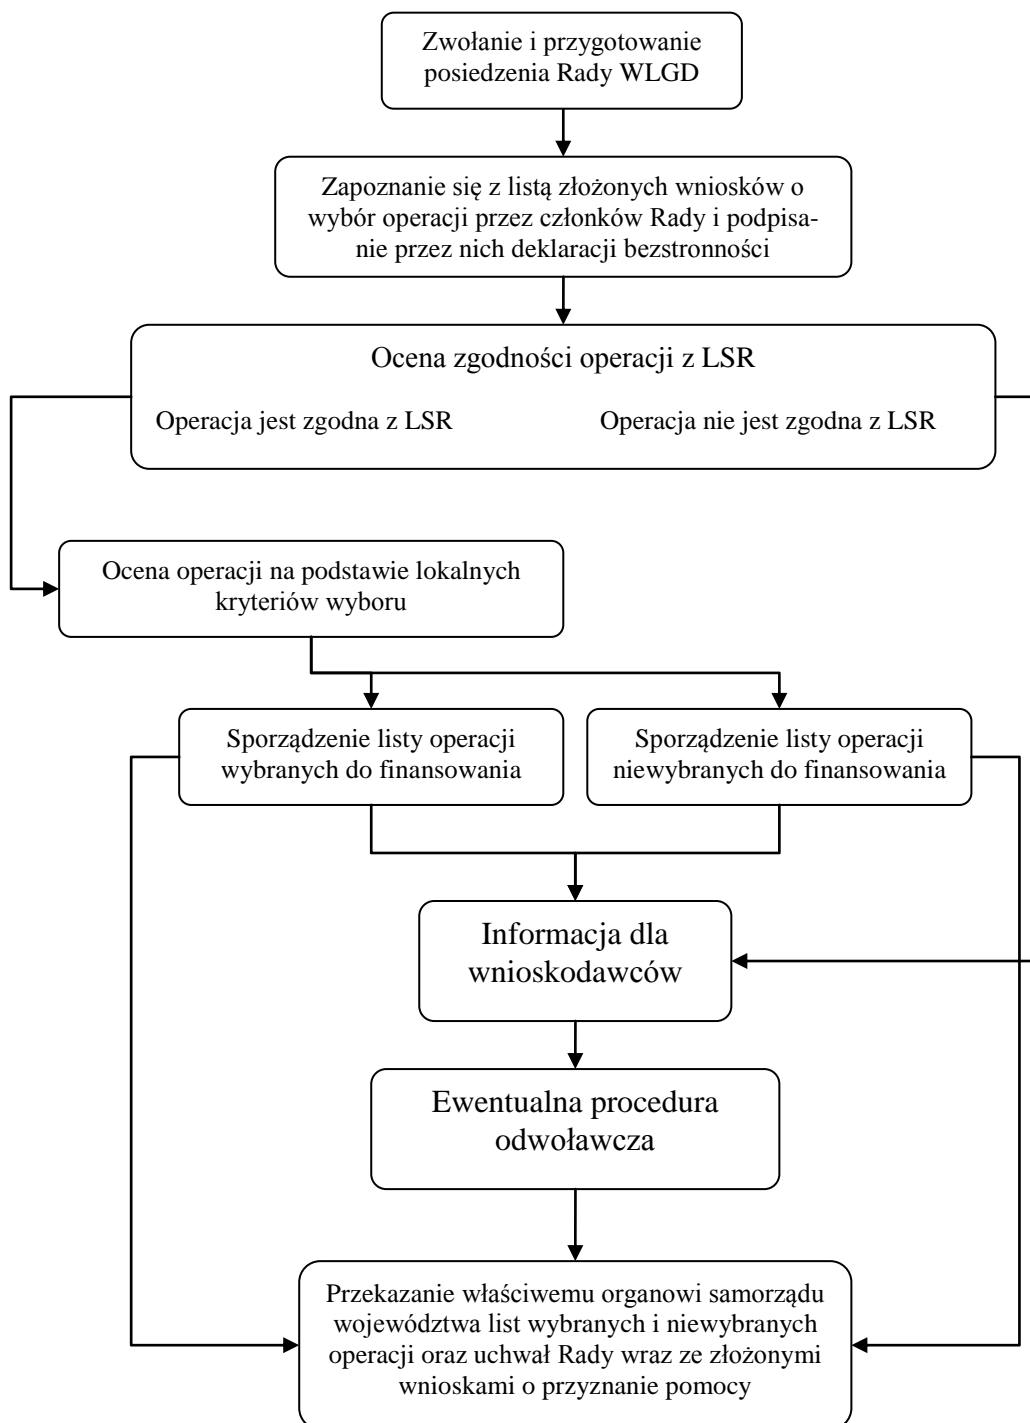 Zwołanie i przygotowanie
posiedzenia Rady WLGD
Zapoznanie się z listą złożonych wniosków o
wybór operacji przez członków Rady i podpisa-
nie przez nich deklaracji bezstronności
Ocena zgodności operacji z LSR
Operacja jest zgodna z LSR
Operacja nie jest zgodna z LSR
Ocena operacji na podstawie lokalnych
kryteriów wyboru
Sporządzenie listy operacji
wybranych do finansowania
Sporządzenie listy operacji
niewybranych do finansowania
Informacja dla
wnioskodawców
Ewentualna procedura
odwoławcza
Przekazanie właściwemu organowi samorządu
województwa list wybranych i niewybranych
operacji oraz uchwał Rady wraz ze złożonymi
wnioskami o przyznanie pomocy